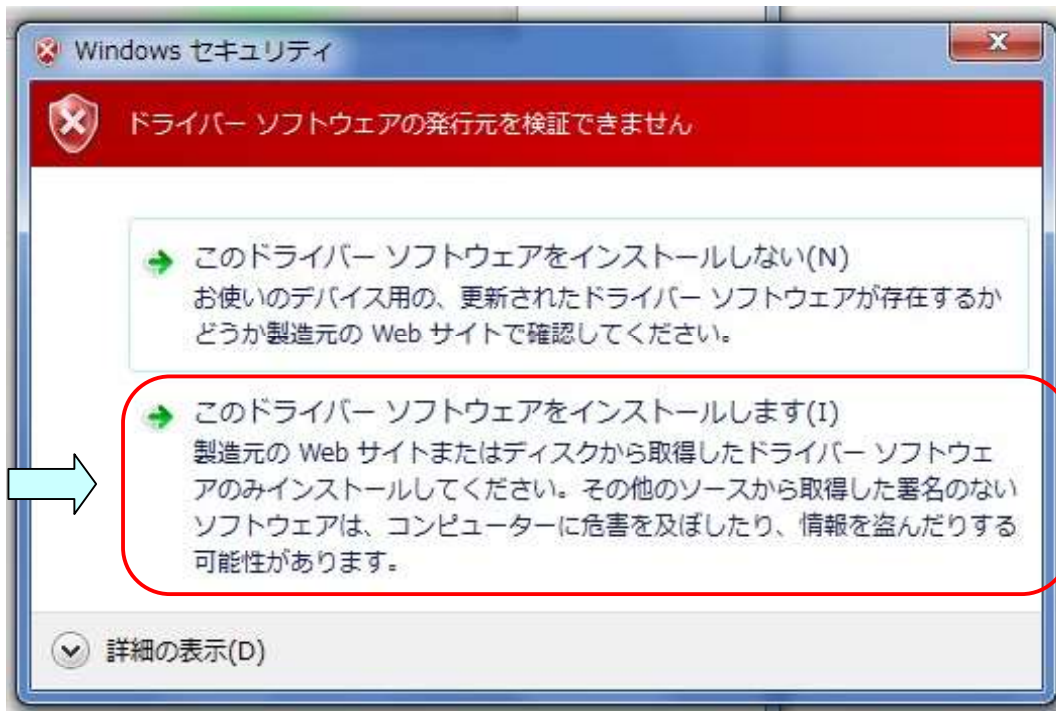 Windows セキュリティ
ドライバー ソフトウェアの発行元を検証できません
このドライバー ソフトウェアをインストールしない(N)
お使いのデバイス用の、更新されたドライバー ソフトウェアが存在するか
どうか製造元の Web サイトで確認してください。
このドライバー ソフトウェアをインストールします(I)
製造元の Web サイトまたはディスクから取得したドライバー ソフトウェ
アのみインストールしてください。その他のソースから取得した署名のない
ソフトウェアは、コンピューターに危害を及ぼしたり、情報を盗んだりする
可能性があります。
詳細の表示(D)